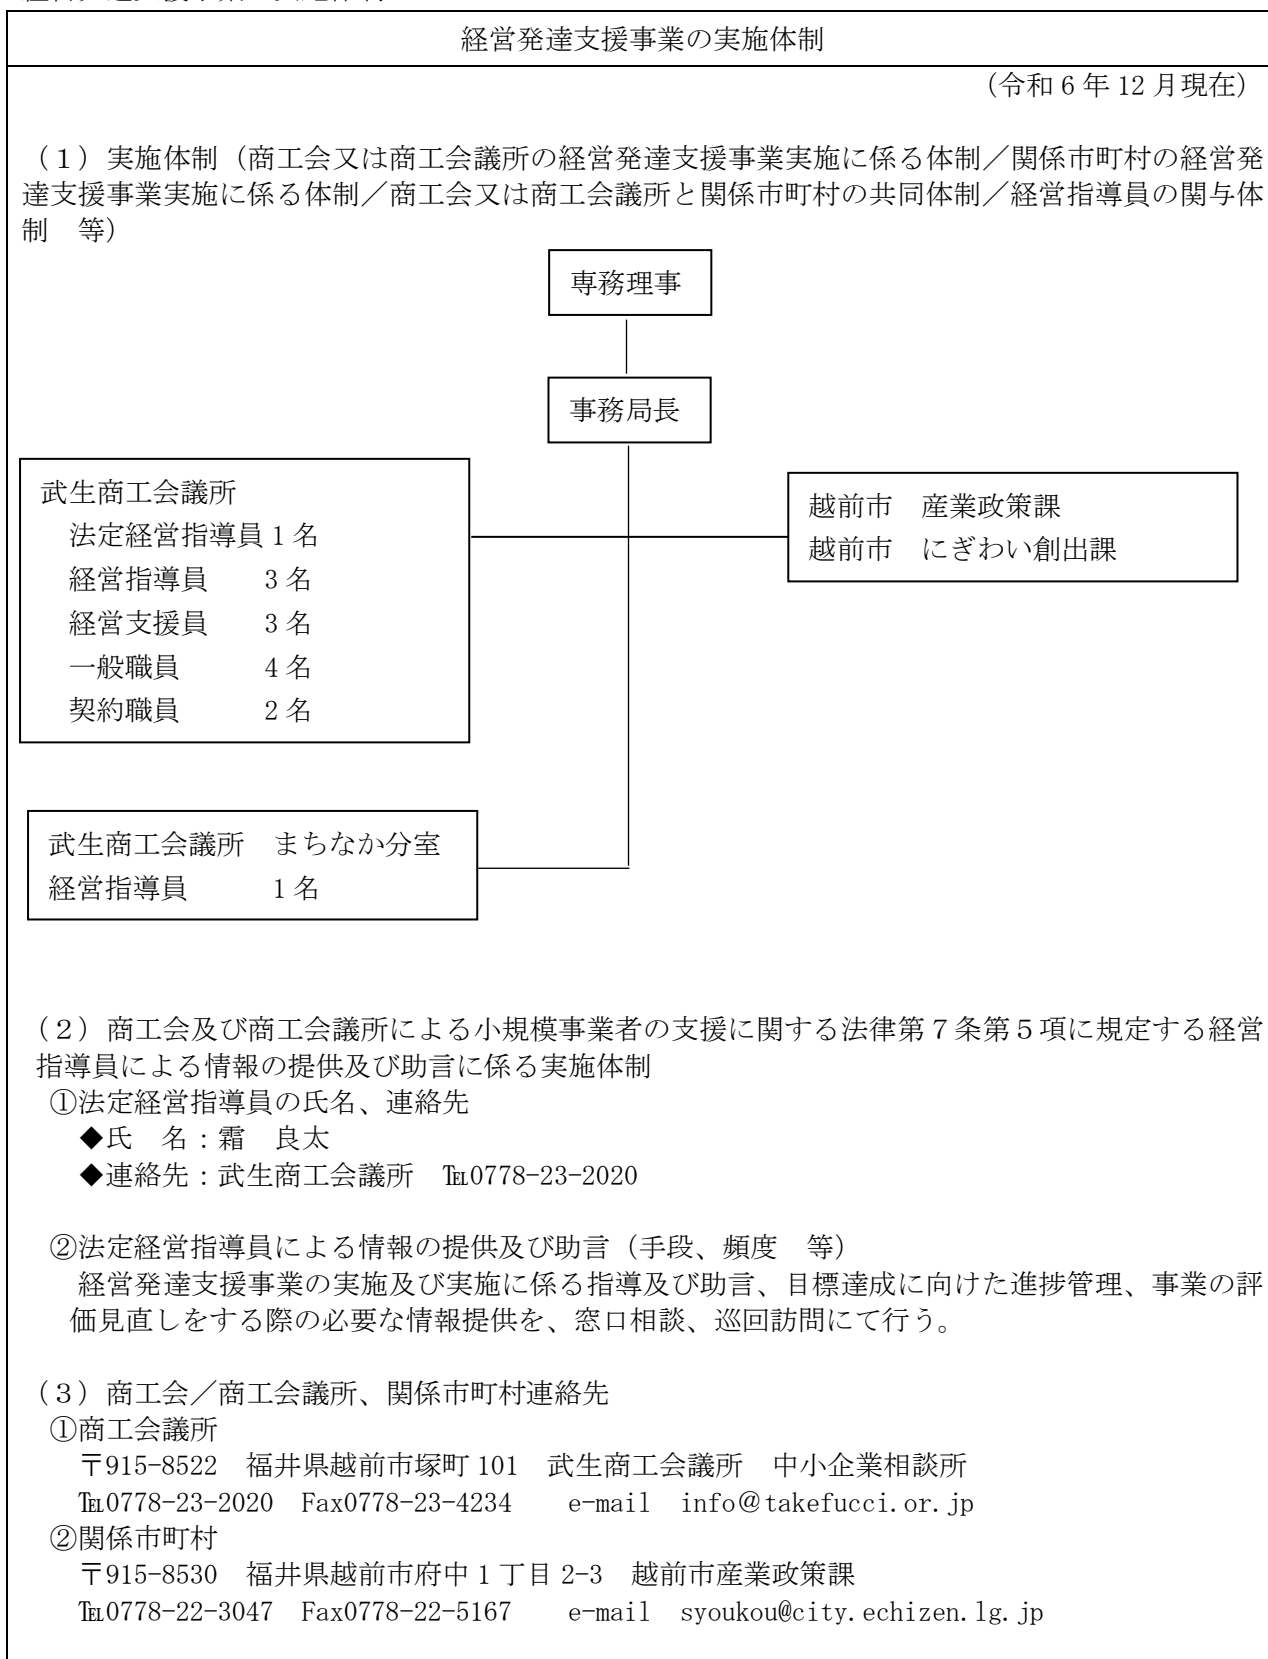 経営発達支援事業の実施体制
（令和 6 年 12 月現在）
（１）実施体制（商工会又は商工会議所の経営発達支援事業実施に係る体制／関係市町村の経営発
達支援事業実施に係る体制／商工会又は商工会議所と関係市町村の共同体制／経営指導員の関与体
制　等）
専務理事
事務局長
武生商工会議所
法定経営指導員 1 名
経営指導員　　3 名
経営支援員　　3 名
一般職員　　　4 名
契約職員　　　2 名
越前市　産業政策課
越前市　にぎわい創出課
武生商工会議所　まちなか分室
経営指導員　　　1 名
（２）商工会及び商工会議所による小規模事業者の支援に関する法律第７条第５項に規定する経営
指導員による情報の提供及び助言に係る実施体制
①法定経営指導員の氏名、連絡先
◆氏　名：霜　良太
◆連絡先：武生商工会議所　℡0778-23-2020
②法定経営指導員による情報の提供及び助言（手段、頻度　等）
経営発達支援事業の実施及び実施に係る指導及び助言、目標達成に向けた進捗管理、事業の評
価見直しをする際の必要な情報提供を、窓口相談、巡回訪問にて行う。
（３）商工会／商工会議所、関係市町村連絡先
①商工会議所
〒915-8522　福井県越前市塚町 101　武生商工会議所　中小企業相談所
℡0778-23-2020　Fax0778-23-4234　　e-mail　info＠takefucci.or.jp
②関係市町村
〒915-8530　福井県越前市府中 1 丁目 2-3　越前市産業政策課
℡0778-22-3047　Fax0778-22-5167　　e-mail　syoukou@city.echizen.lg.jp